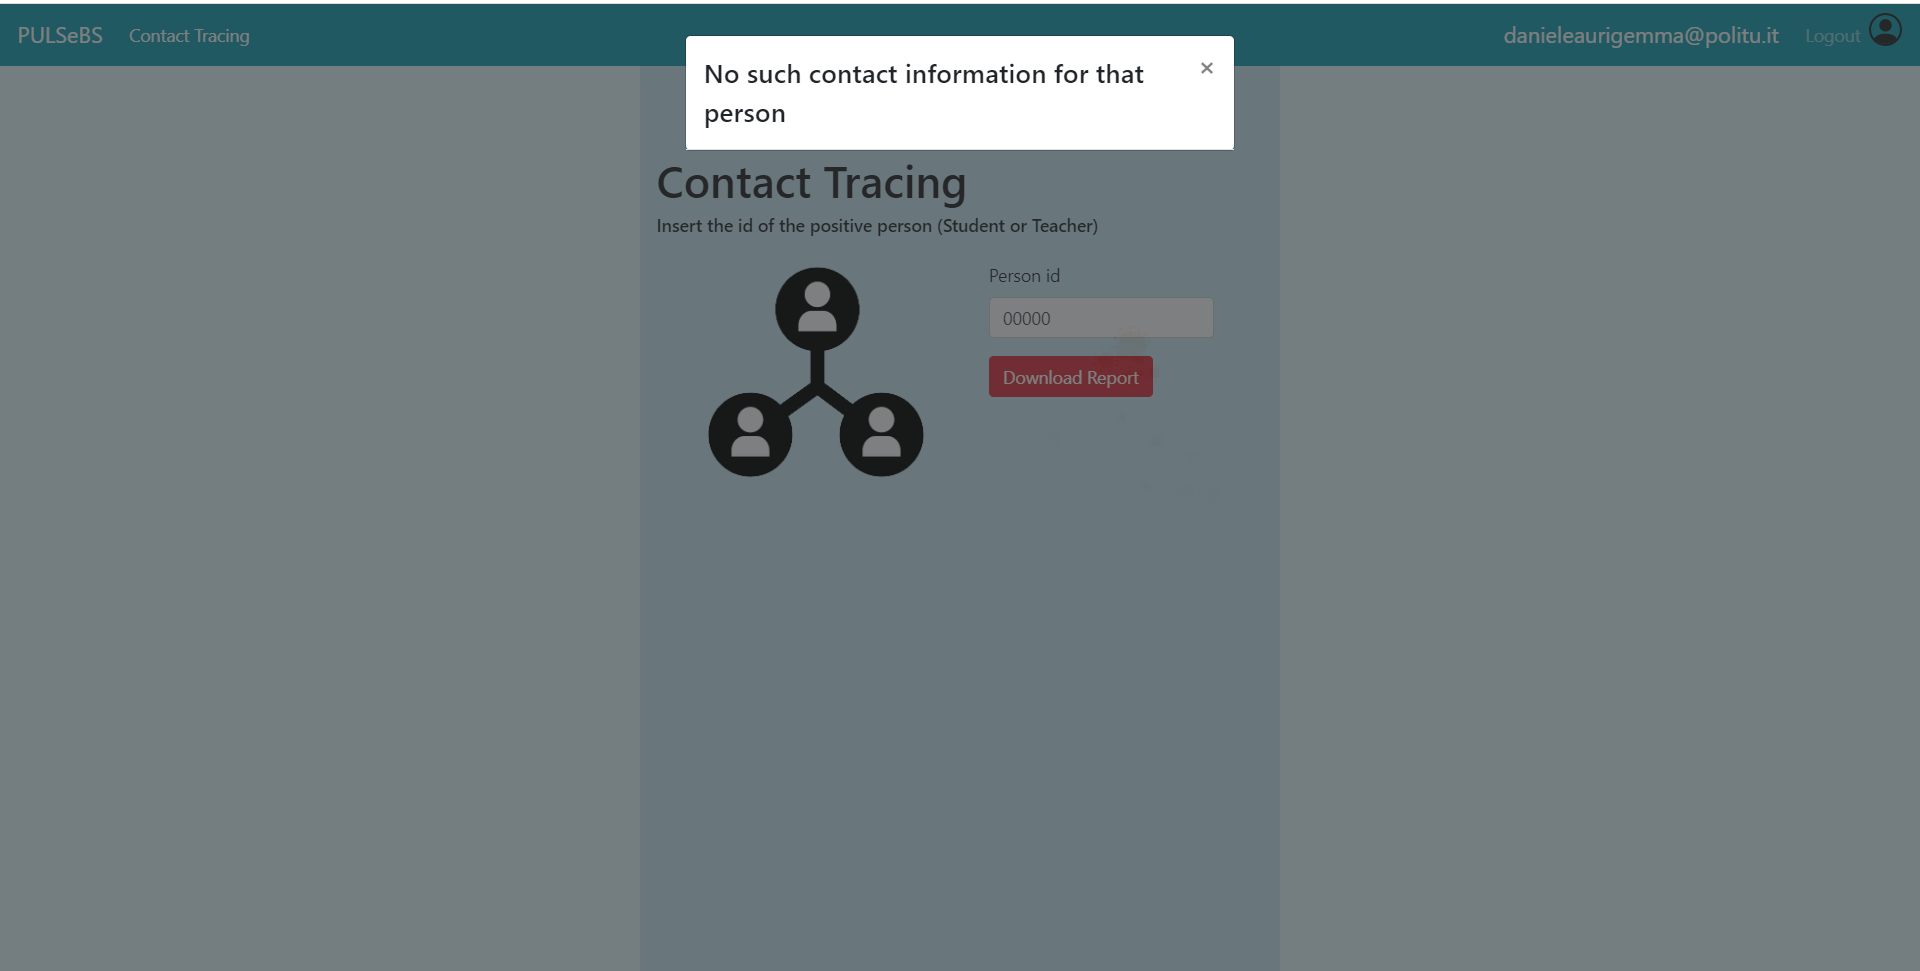 PULSeBS Contact Tracing danieleaurigemma@politu.it Logout
No such contact information for that
person
×
Contact Tracing
Insert the id of the positive person (Student or Teacher)
Person id
00000
Download Report